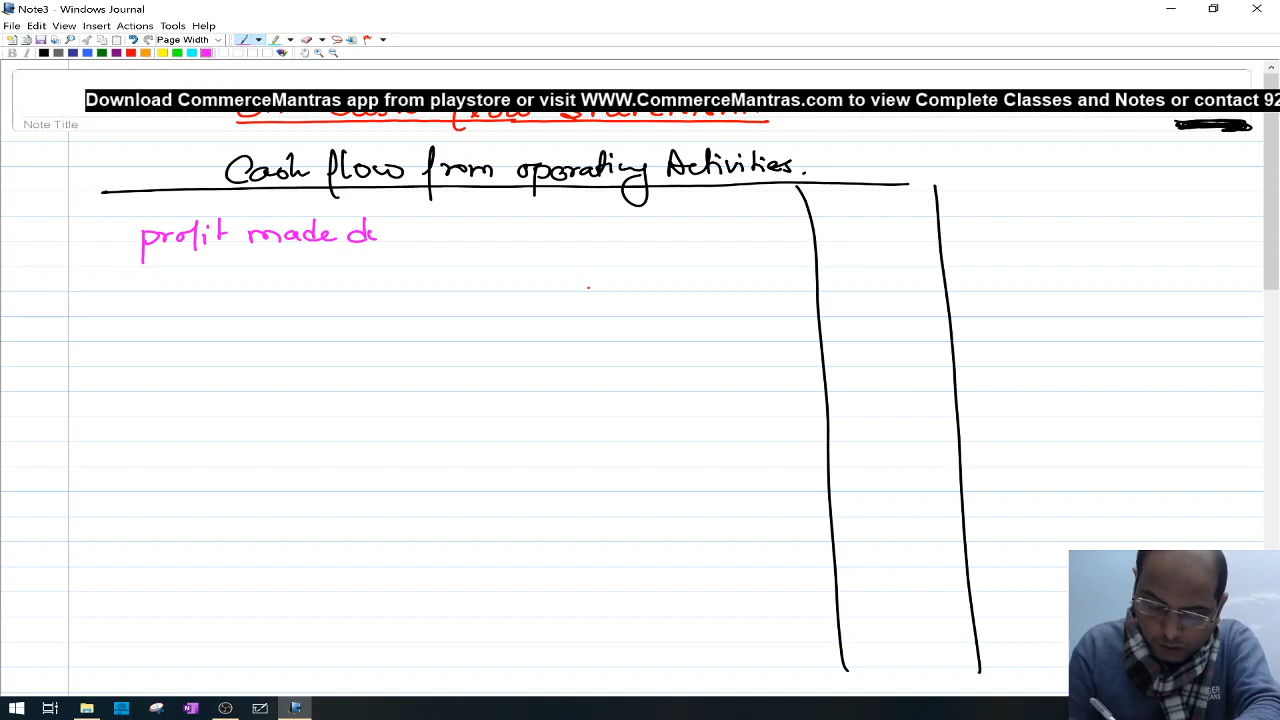 Note3 - Windows Journal
File Edit View Insert Actions Tools Help
Page Width
B I
Download CommerceMantras app from playstore or visit WWW.CommerceMantras.com to view Complete Classes and Notes or contact 92
Note Title
Cash flow from operating Activities.
profit made d